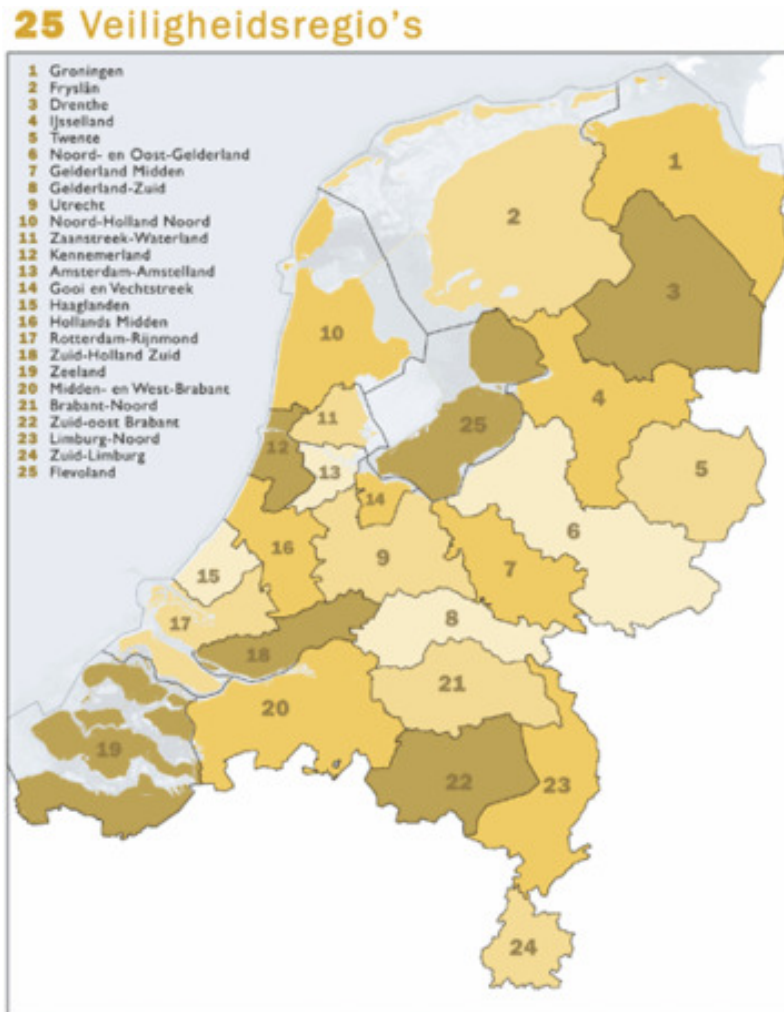 25 Veiligheidsregio's
1 Groningen
2 Fryslân
3 Drenthe
4 IJsselland
5 Twente
6 Noord- en Oost-Gelderland
7 Gelderland Midden
8 Gelderland-Zuid
9 Utrecht
10 Noord-Holland Noord
11 Zaanstreek-Waterland
12 Kennemerland
13 Amsterdam-Amstelland
14 Gooi en Vechtstreek
15 Haaglanden
16 Hollands Midden
17 Rotterdam-Rijnmond
18 Zuid-Holland Zuid
19 Zeeland
20 Midden- en West-Brabant
21 Brabant-Noord
22 Zuid-oost Brabant
23 Limburg-Noord
24 Zuid-Limburg
25 Flevoland
1
2
3
10
4
11
25
12
5
13
14
6
16
9
7
15
8
17
18
21
20
19
22
23
24